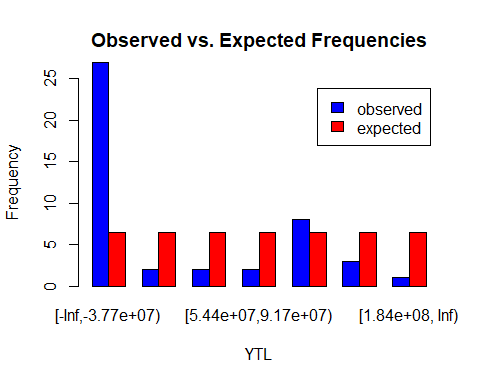 Observed vs. Expected Frequencies
observed
expected
Frequency
25
20
15
10
5
0
[-Inf,-3.77e+07) [5.44e+07,9.17e+07) [1.84e+08, Inf)
YTL